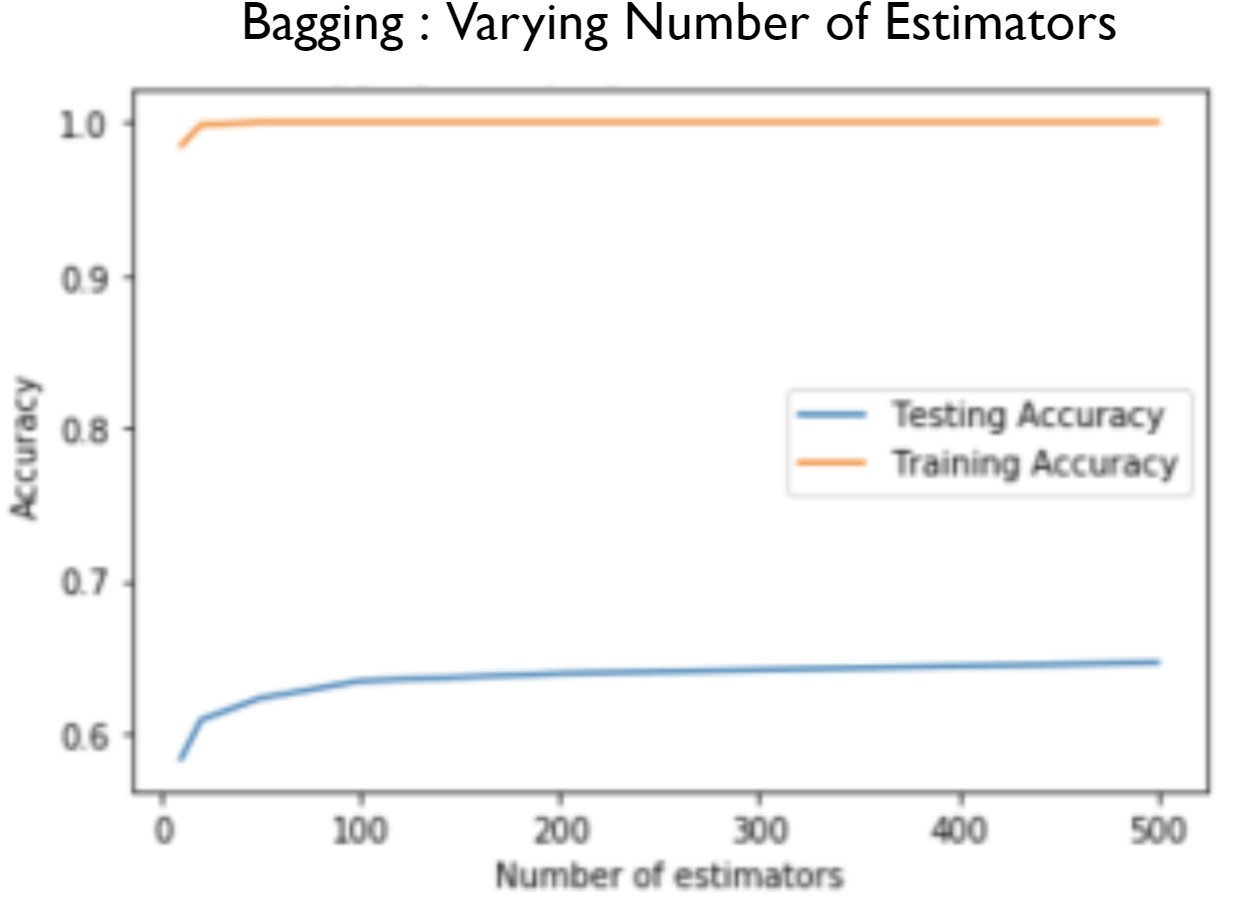 Bagging : Varying Number of Estimators
1.0
0.9
0.8
0.7
0.6
Accuracy
Testing Accuracy
Training Accuracy
0 100 200 300 400 500
Number of estimators